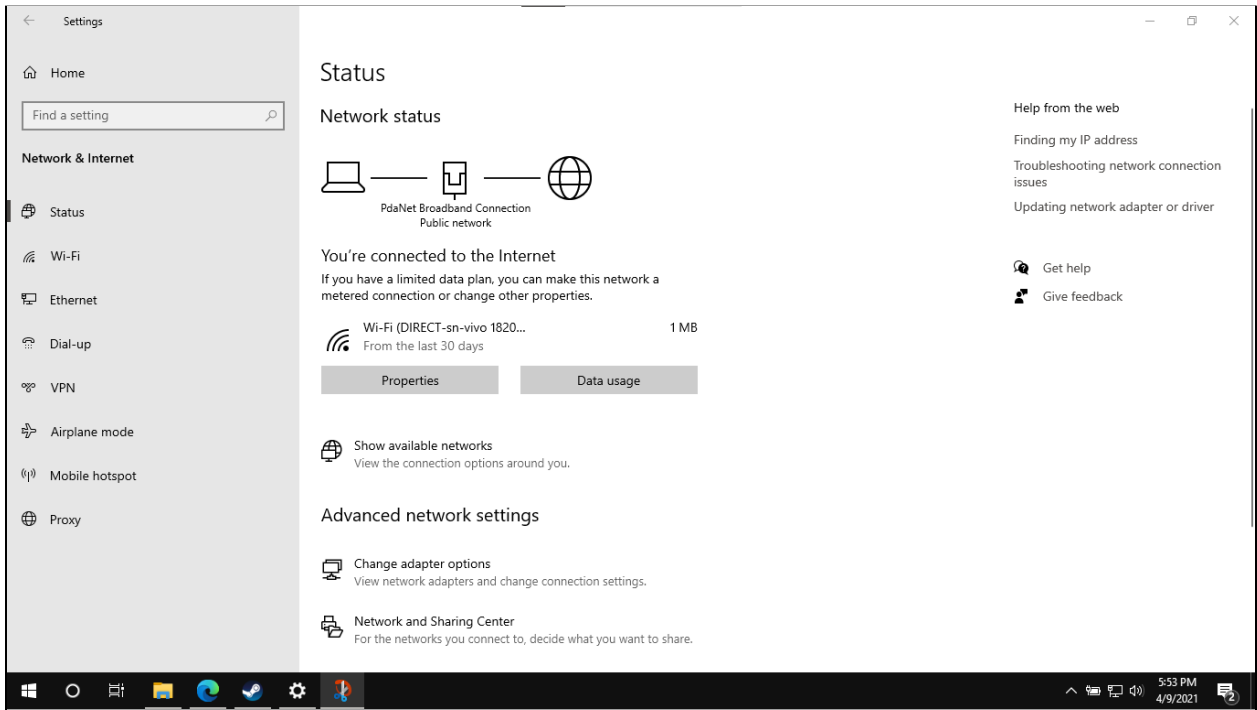 Settings
Home
Find a setting
Network & Internet
Status
Wi-Fi
Ethernet
Dial-up
VPN
Airplane mode
Mobile hotspot
Proxy
Status
Network status
PdaNet Broadband Connection
Public network
You're connected to the Internet
If you have a limited data plan, you can make this network a
metered connection or change other properties.
Wi-Fi (DIRECT-sn-vivo 1820... 1 MB
From the last 30 days
Properties Data usage
Show available networks
View the connection options around you.
Advanced network settings
Change adapter options
View network adapters and change connection settings.
Network and Sharing Center
For the networks you connect to, decide what you want to share.
Help from the web
Finding my IP address
Troubleshooting network connection
issues
Updating network adapter or driver
Get help
Give feedback
5:53 PM
4/9/2021
2